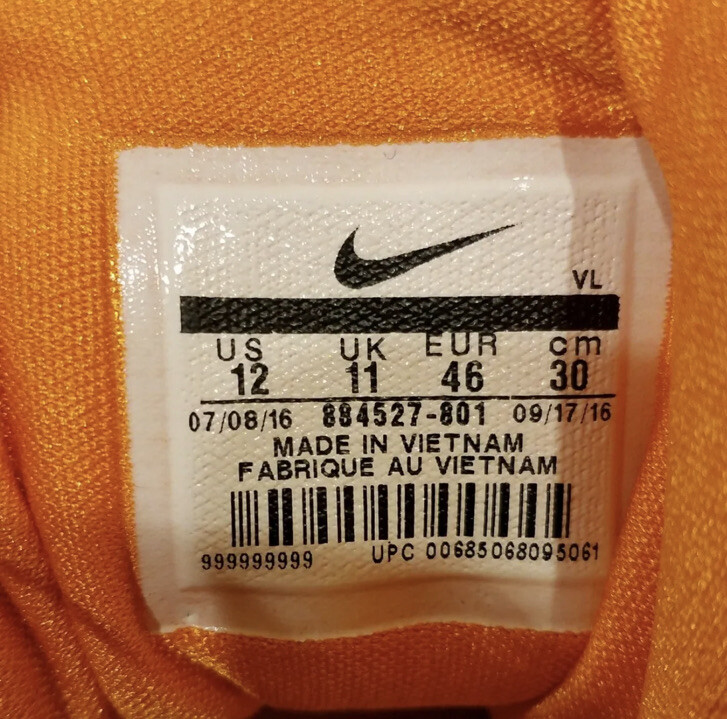 VL
US UK EUR cm
12 11 46 30
07/08/16 884527-801 09/17/16
MADE IN VIETNAM
FABRIQUE AU VIETNAM
999999999 UPC 00685068095061